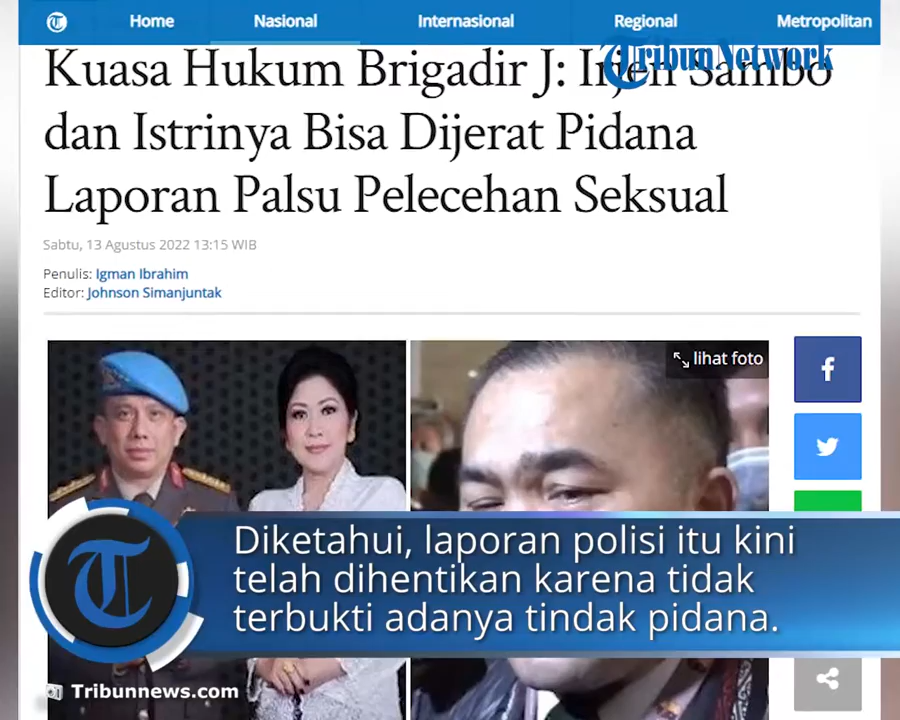 Home Nasional Internasional Regional Metropolitan
TribunNetwork
Kuasa Hukum Brigadir J: Irjen Sambo
dan Istrinya Bisa Dijerat Pidana
Laporan Palsu Pelecehan Seksual
Sabtu, 13 Agustus 2022 13:15 WIB
Penulis: Igman Ibrahim
Editor: Johnson Simanjuntak
lihat foto
Diketahui, laporan polisi itu kini
telah dihentikan karena tidak
terbukti adanya tindak pidana.
Tribunnews.com